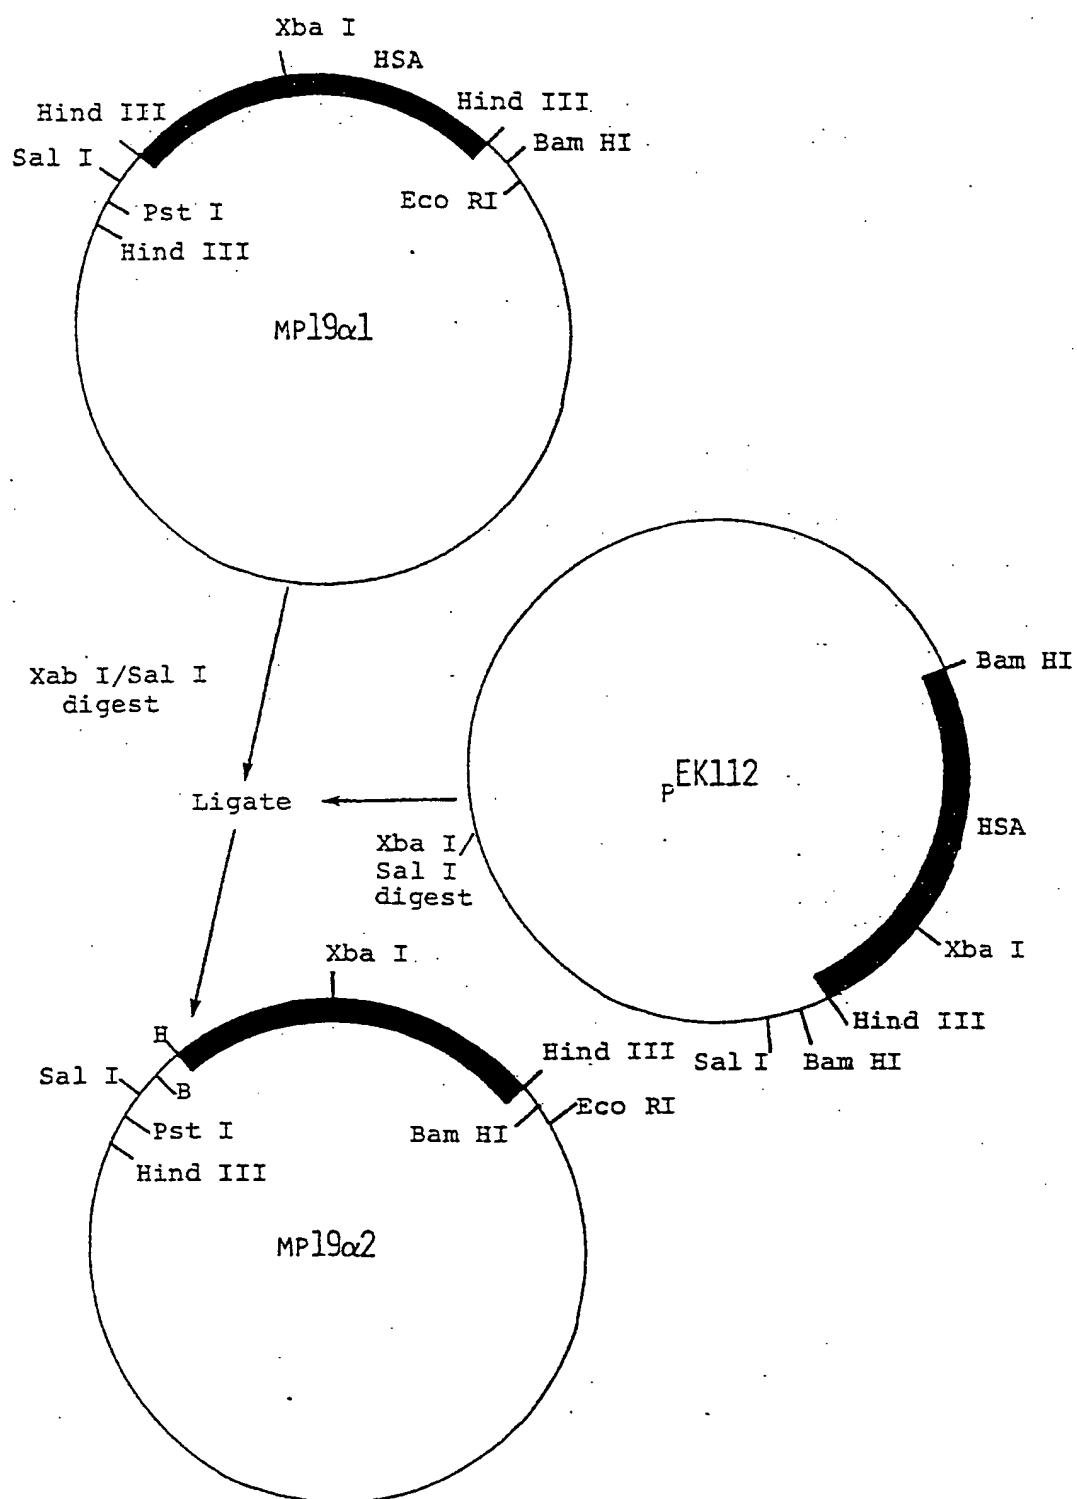 Xba I
HSA
Hind III
Hind III
Sal I
Bam HI
Pst I
Eco RI
Hind III
MP19α1
Xab I/Sal I
digest
Bam HI
pEK112
Ligate
HSA
Xba I
Sal I
digest
Xba I
Xba I
Hind III
H
Hind III
Sal I
Bam HI
Sal I
B
Eco RI
Pst I
Bam HI
Hind III
MP19α2